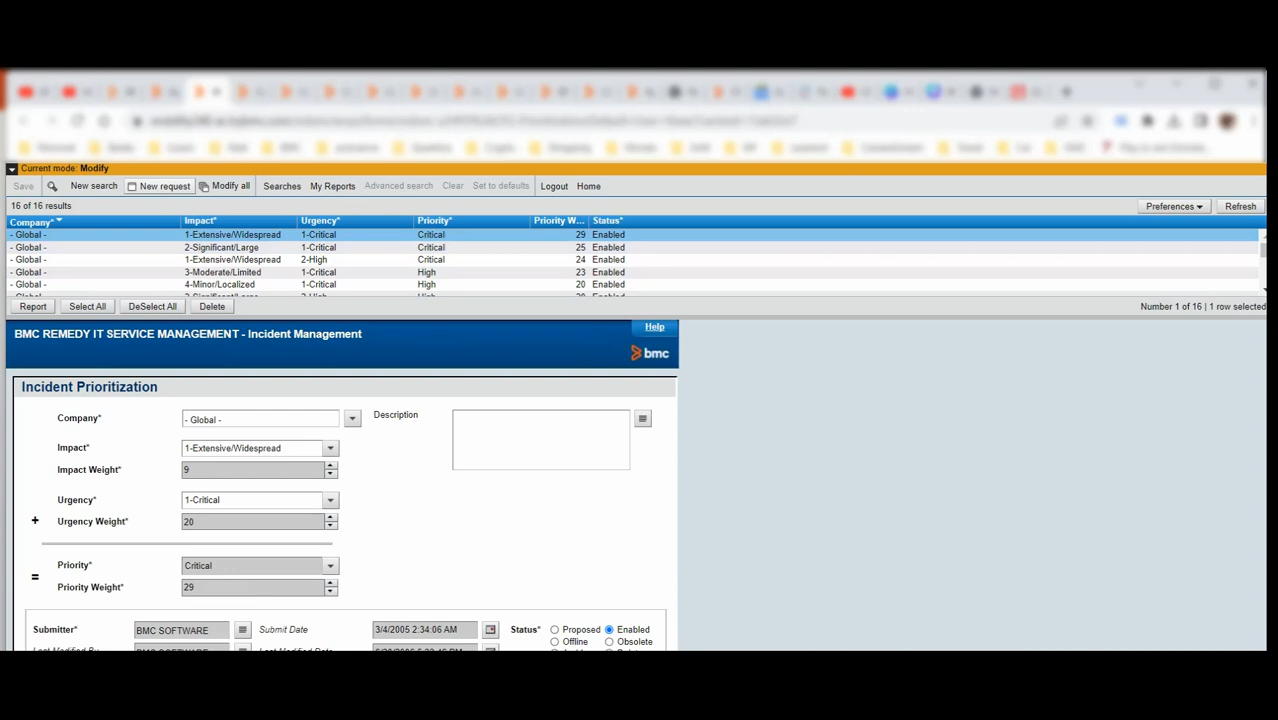 Current mode: Modify
Save New search New request Modify all Searches My Reports Advanced search Clear Set to defaults Logout Home
16 of 16 results Preferences Refresh
Company* Impact* Urgency* Priority* Priority W... Status*
- Global - 1-Extensive/Widespread 1-Critical Critical 29 Enabled
- Global - 2-Significant/Large 1-Critical Critical 25 Enabled
- Global - 1-Extensive/Widespread 2-High Critical 24 Enabled
- Global - 3-Moderate/Limited 1-Critical High 23 Enabled
- Global - 4-Minor/Localized 1-Critical High 20 Enabled
Report Select All DeSelect All Delete Number 1 of 16 | 1 row selected
BMC REMEDY IT SERVICE MANAGEMENT - Incident Management Help
bmc
Incident Prioritization
Company* - Global - Description
Impact* 1-Extensive/Widespread
Impact Weight* 9
Urgency* 1-Critical
+ Urgency Weight* 20
Priority* Critical
=
Priority Weight* 29
Submitter* BMC SOFTWARE Submit Date 3/4/2005 2:34:06 AM Status* Proposed Enabled
Offline Obsolete